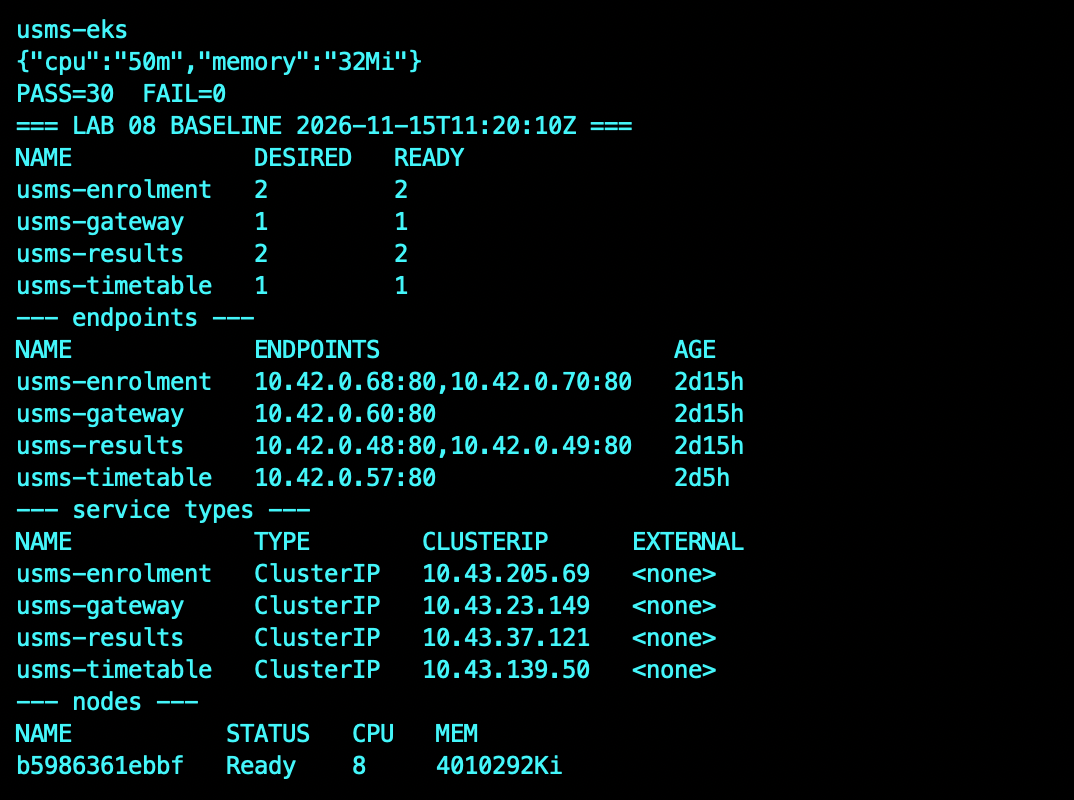 usms-eks
{"cpu":"50m","memory":"32Mi"}
PASS=30  FAIL=0
=== LAB 08 BASELINE 2026-11-15T11:20:10Z ===
NAME             DESIRED   READY
usms-enrolment   2         2
usms-gateway     1         1
usms-results     2         2
usms-timetable   1         1
--- endpoints ---
NAME             ENDPOINTS                     AGE
usms-enrolment   10.42.0.68:80,10.42.0.70:80   2d15h
usms-gateway     10.42.0.60:80                 2d15h
usms-results     10.42.0.48:80,10.42.0.49:80   2d15h
usms-timetable   10.42.0.57:80                 2d5h
--- service types ---
NAME             TYPE        CLUSTERIP      EXTERNAL
usms-enrolment   ClusterIP   10.43.205.69   <none>
usms-gateway     ClusterIP   10.43.23.149   <none>
usms-results     ClusterIP   10.43.37.121   <none>
usms-timetable   ClusterIP   10.43.139.50   <none>
--- nodes ---
NAME           STATUS   CPU   MEM
b5986361ebbf   Ready    8     4010292Ki